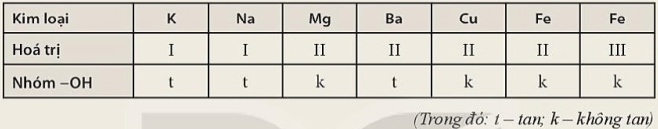 Kim loại K Na Mg Ba Cu Fe Fe
Hoá trị I I II II II II III
Nhóm –OH t t k t k k k
(Trong đó: t – tan; k – không tan)